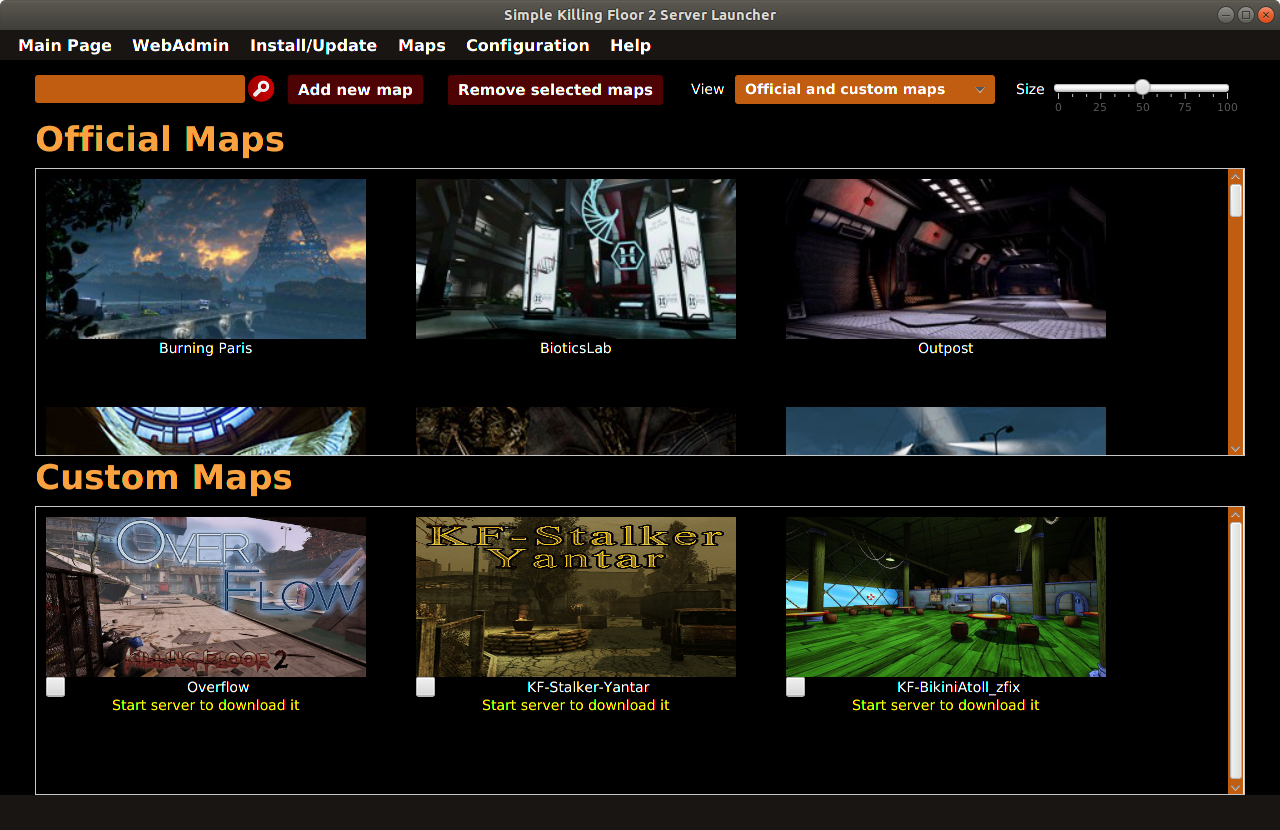 Simple Killing Floor 2 Server Launcher
Main Page WebAdmin Install/Update Maps Configuration Help
Add new map Remove selected maps View Official and custom maps Size
0 25 50 75 100
Official Maps
Burning Paris BioticsLab Outpost
Custom Maps
OVER FLOW
KILLING FLOOR 2
KF-Stalker
Yantar
Overflow KF-Stalker-Yantar KF-BikiniAtoll_zfix
Start server to download it Start server to download it Start server to download it